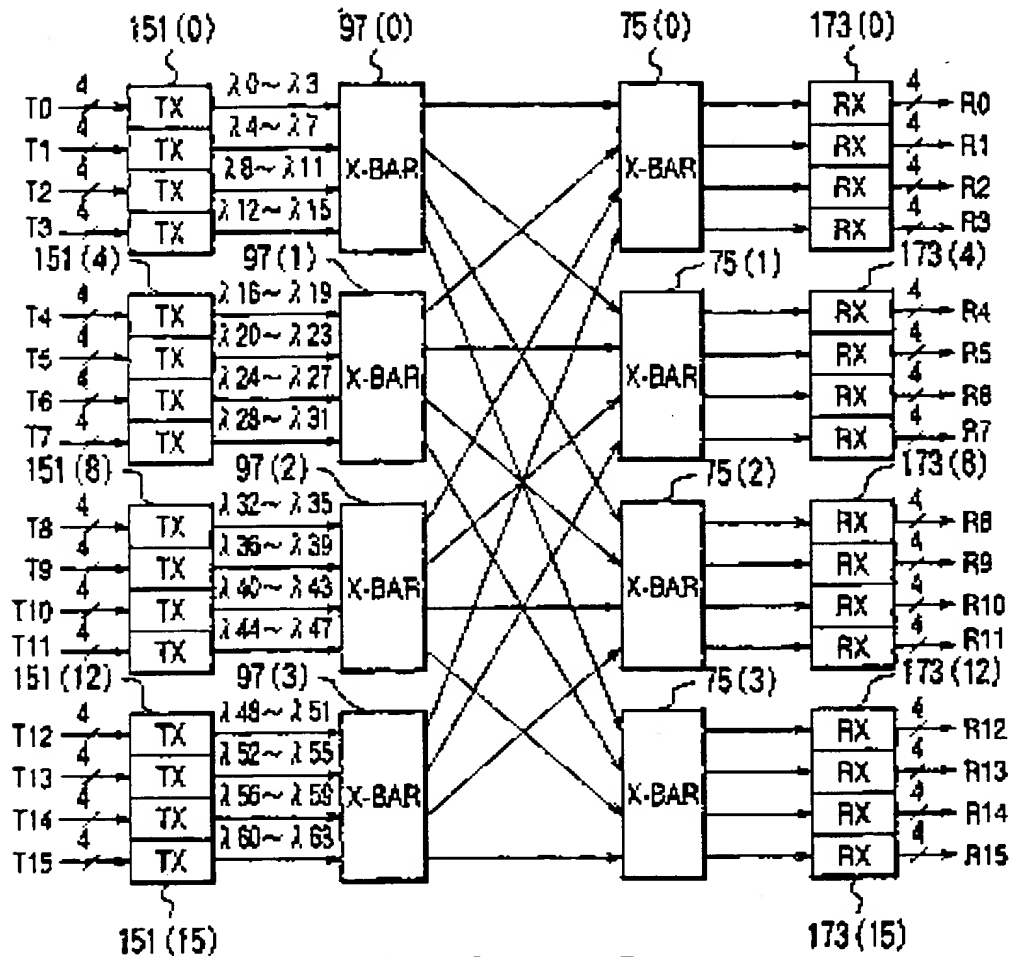 151(0) 97(0) 75(0) 173(0)
4 λ0~λ3 4
T0 TX RX R0
4 λ4~λ7 4
T1 TX RX R1
4 λ8~λ11 X-BAR X-BAR 4
T2 TX RX R2
4 λ12~λ15 4
T3 TX RX R3
151(4) 97(1) 75(1) 173(4)
4 λ16~λ19 4
T4 TX RX R4
4 λ20~λ23 4
T5 TX RX R5
4 λ24~λ27 X-BAR X-BAR 4
T6 TX RX R6
4 λ28~λ31 4
T7 TX RX R7
151(8) 97(2) 75(2) 173(8)
4 λ32~λ35 4
T8 TX RX R8
4 λ36~λ39 4
T9 TX RX R9
4 λ40~λ43 X-BAR X-BAR 4
T10 TX RX R10
4 λ44~λ47 4
T11 TX RX R11
151(12) 97(3) 75(3) 173(12)
4 λ48~λ51 4
T12 TX RX R12
4 λ52~λ55 4
T13 TX RX R13
4 λ56~λ59 X-BAR X-BAR 4
T14 TX RX R14
4 λ60~λ63 4
T15 TX RX R15
151(15) 173(15)